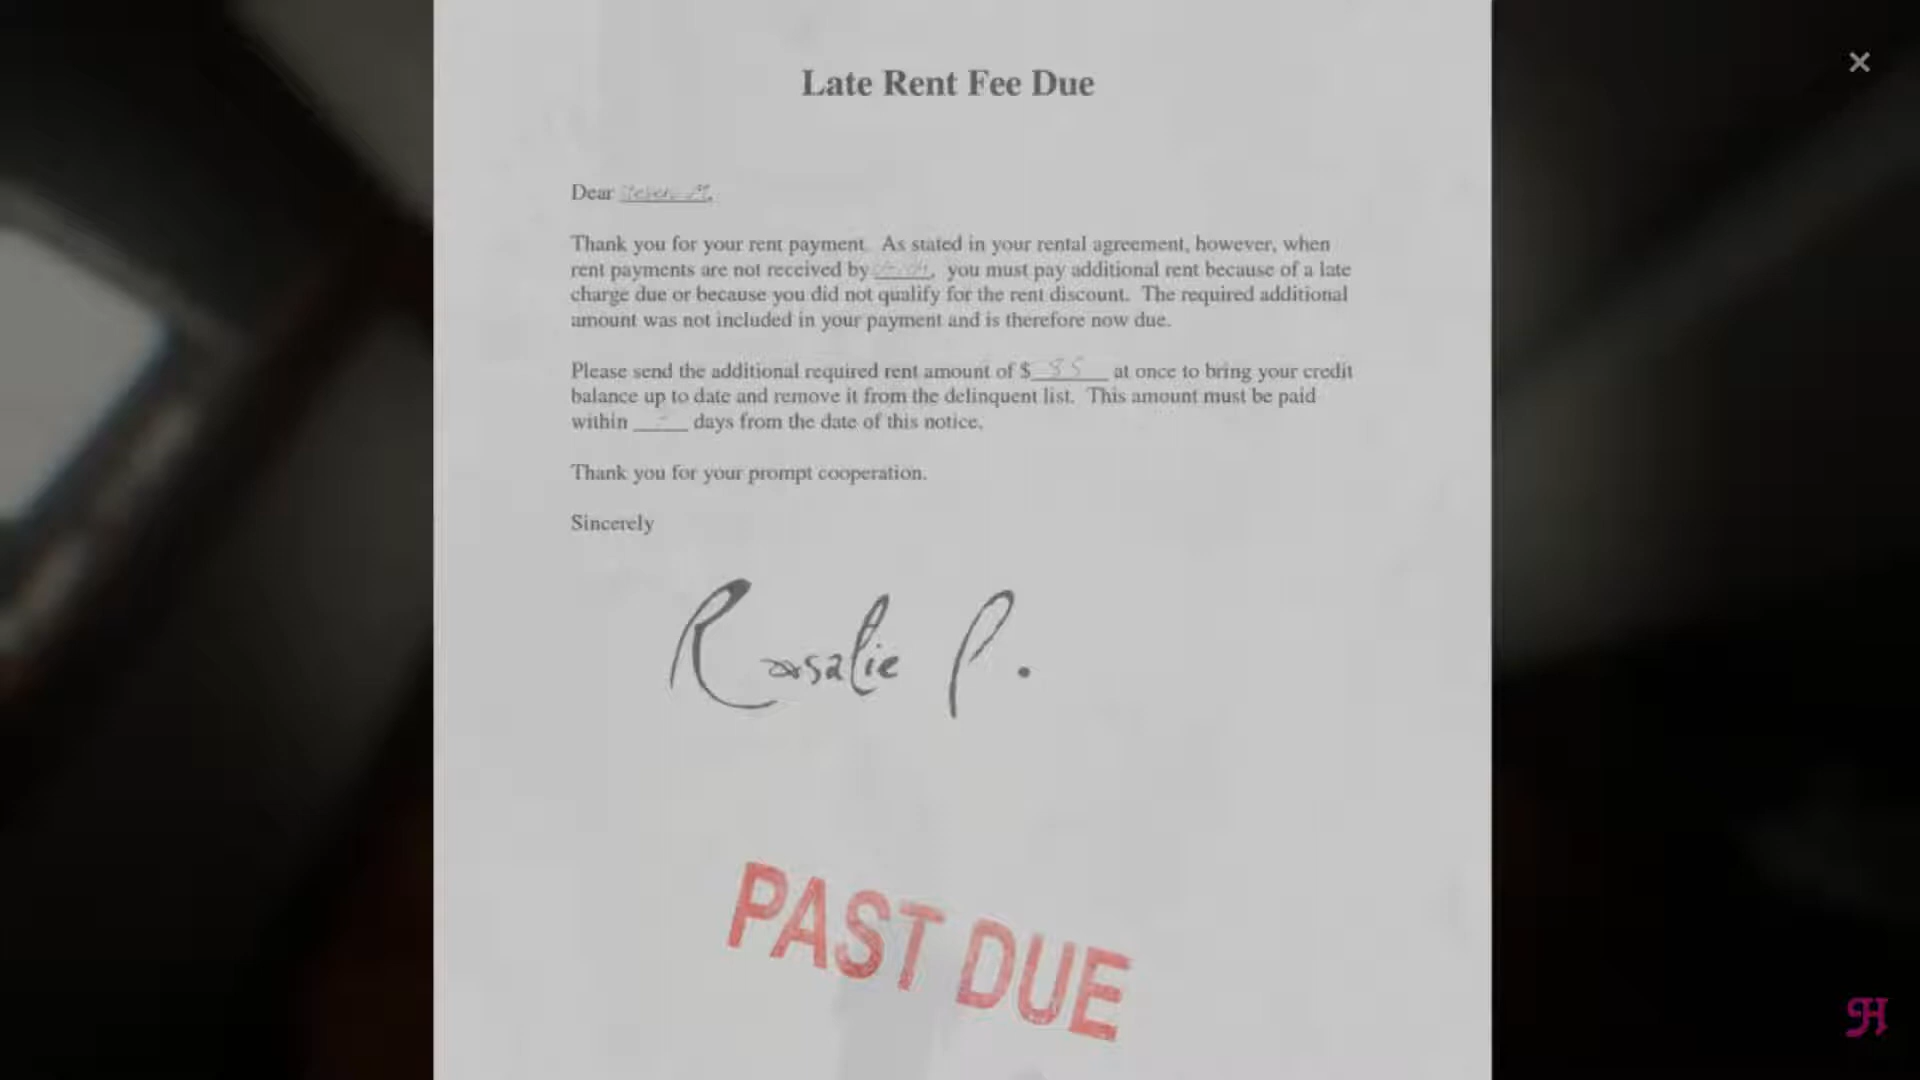 Late Rent Fee Due
Dear Steven M.
Thank you for your rent payment. As stated in your rental agreement, however, when
rent payments are not received by , you must pay additional rent because of a late
charge due or because you did not qualify for the rent discount. The required additional
amount was not included in your payment and is therefore now due.
Please send the additional required rent amount of $ 85 at once to bring your credit
balance up to date and remove it from the delinquent list. This amount must be paid
within days from the date of this notice.
Thank you for your prompt cooperation.
Sincerely
Rosalie P.
PAST DUE